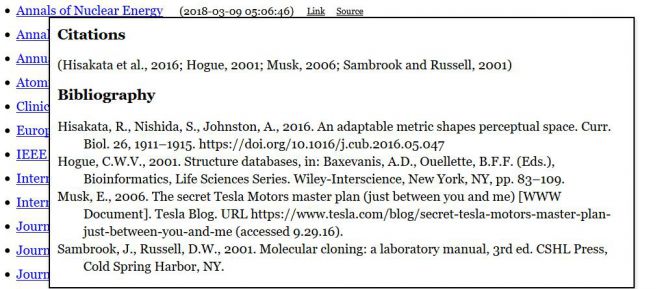 Annals of Nuclear Energy (2018-03-09 05:06:46) Link Source
Citations
(Hisakata et al., 2016; Hogue, 2001; Musk, 2006; Sambrook and Russell, 2001)
Bibliography
Hisakata, R., Nishida, S., Johnston, A., 2016. An adaptable metric shapes perceptual space. Curr.
Biol. 26, 1911–1915. https://doi.org/10.1016/j.cub.2016.05.047
Hogue, C.W.V., 2001. Structure databases, in: Baxevanis, A.D., Ouellette, B.F.F. (Eds.),
Bioinformatics, Life Sciences Series. Wiley-Interscience, New York, NY, pp. 83–109.
Musk, E., 2006. The secret Tesla Motors master plan (just between you and me) [WWW
Document]. Tesla Blog. URL https://www.tesla.com/blog/secret-tesla-motors-master-plan-
just-between-you-and-me (accessed 9.29.16).
Sambrook, J., Russell, D.W., 2001. Molecular cloning: a laboratory manual, 3rd ed. CSHL Press,
Cold Spring Harbor, NY.
Annal
Annu
Atom
Clinic
Europ
IEEE
Intern
Intern
Journ
Journ
Journ